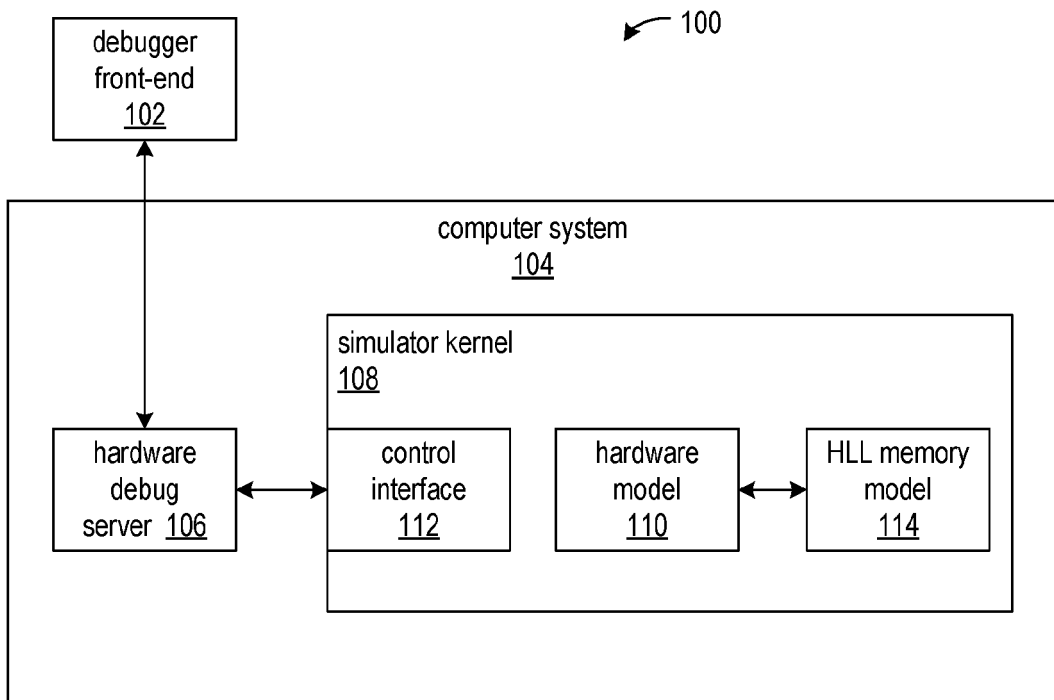 debugger
front-end
102
100
computer system
104
simulator kernel
108
hardware
debug
server 106
control
interface
112
hardware
model
110
HLL memory
model
114